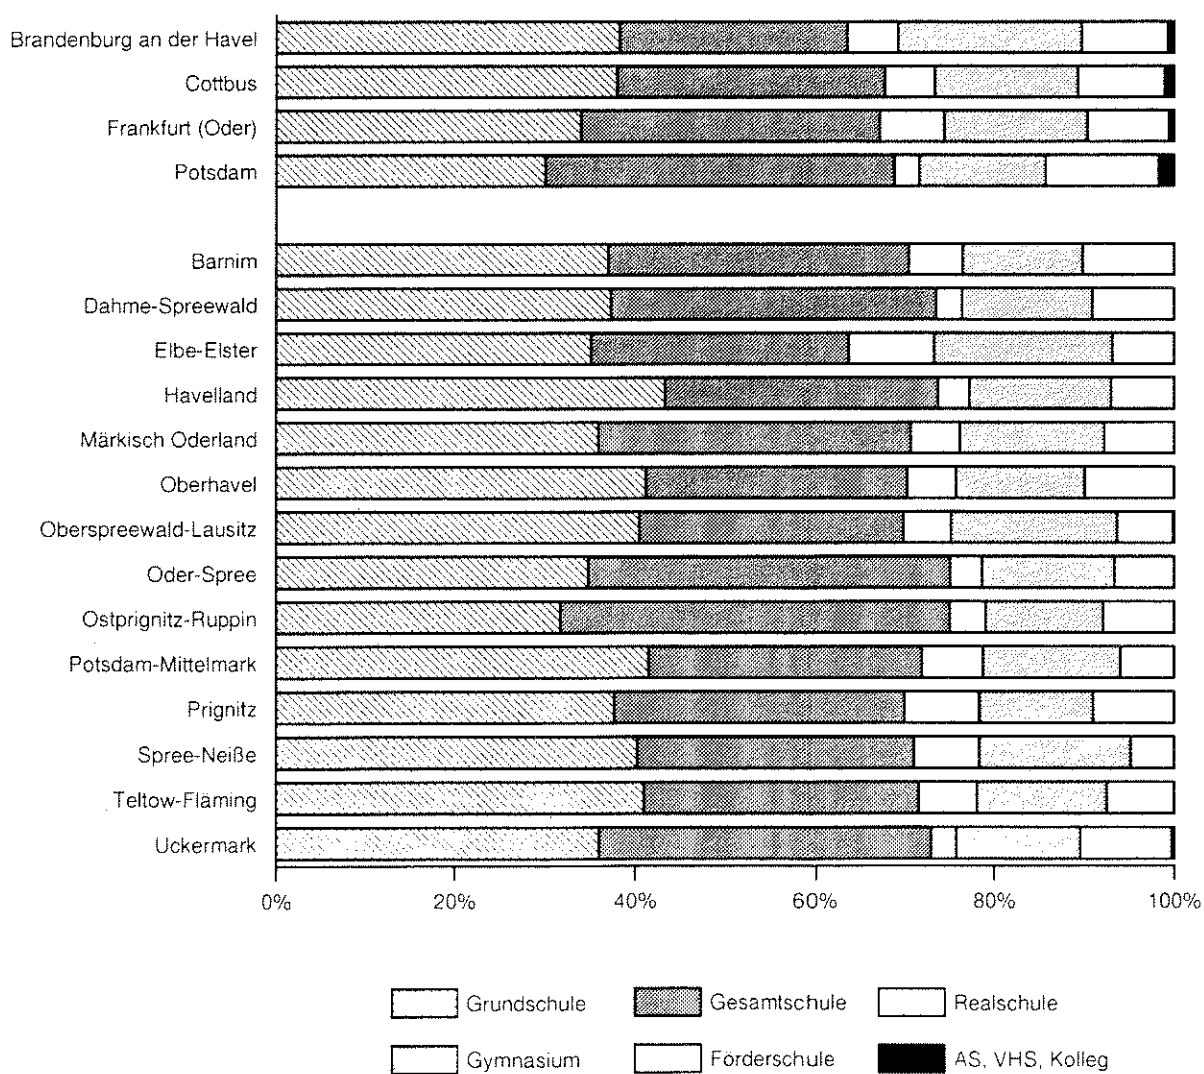 Brandenburg an der Havel
Cottbus
Frankfurt (Oder)
Potsdam
Barnim
Dahme-Spreewald
Elbe-Elster
Havelland
Märkisch Oderland
Oberhavel
Oberspreewald-Lausitz
Oder-Spree
Ostprignitz-Ruppin
Potsdam-Mittelmark
Prignitz
Spree-Neiße
Teltow-Fläming
Uckermark
0% 20% 40% 60% 80% 100%
Grundschule Gesamtschule Realschule
Gymnasium Förderschule AS, VHS, Kolleg